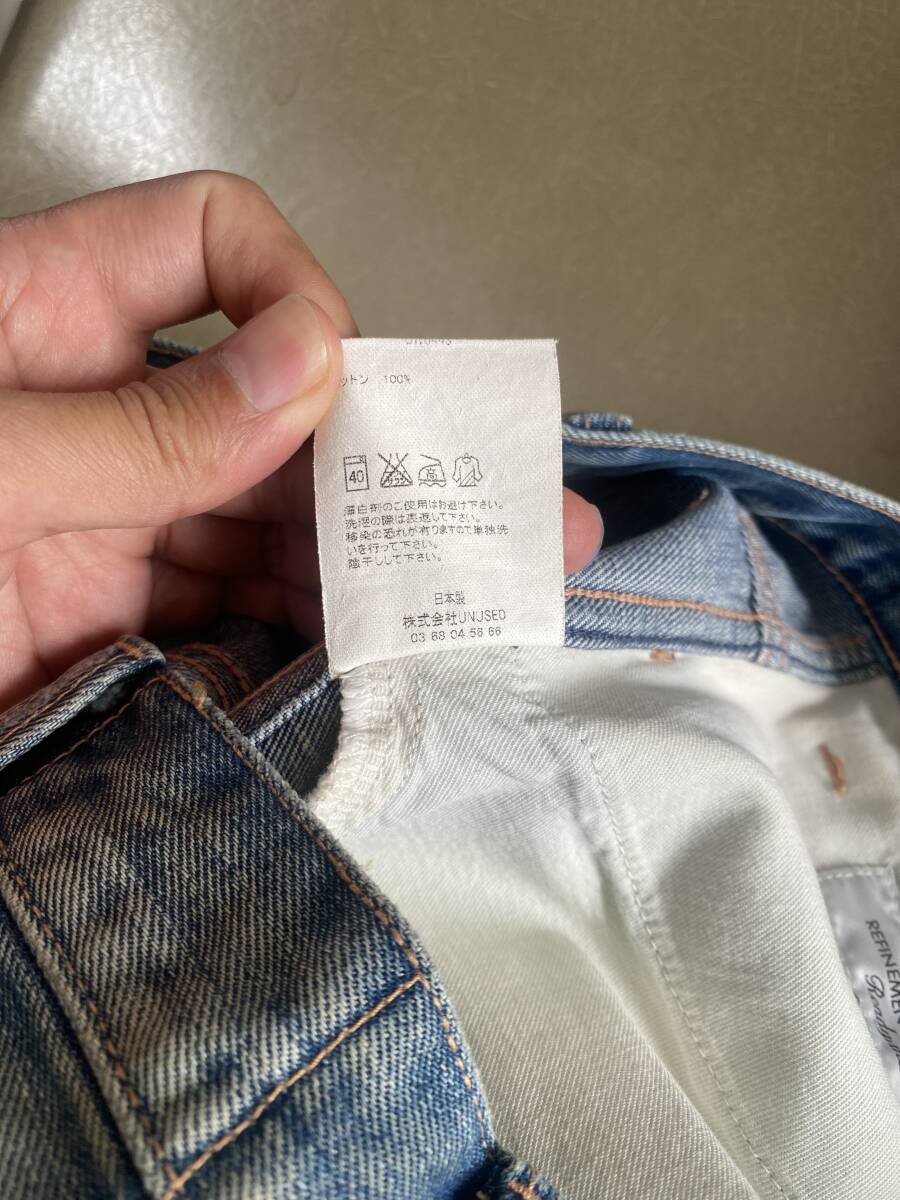 ットン 100%
40
高
漂白剤のご使用はお避け下さい。
洗濯の際は裏返して下さい。
移染の恐れが有りますので単独洗
いを行って下さい。
陰干しして下さい。
日本製
株式会社UNUSED
03 68 04 56 66
REFINEMEN